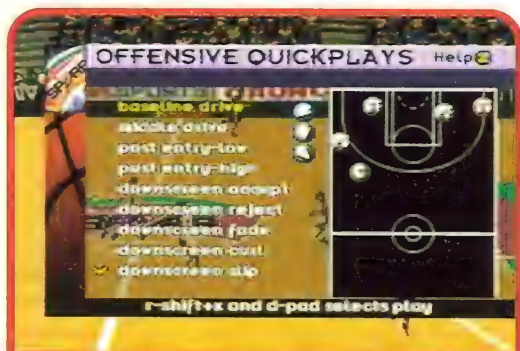 OFFENSIVE QUICKPLAYS Help
baseline drive
middle drive
post entry-low
post entry-high
downscreen accept
downscreen reject
downscreen fade
downscreen curl
downscreen slip
r-shift+x and d-pad selects play